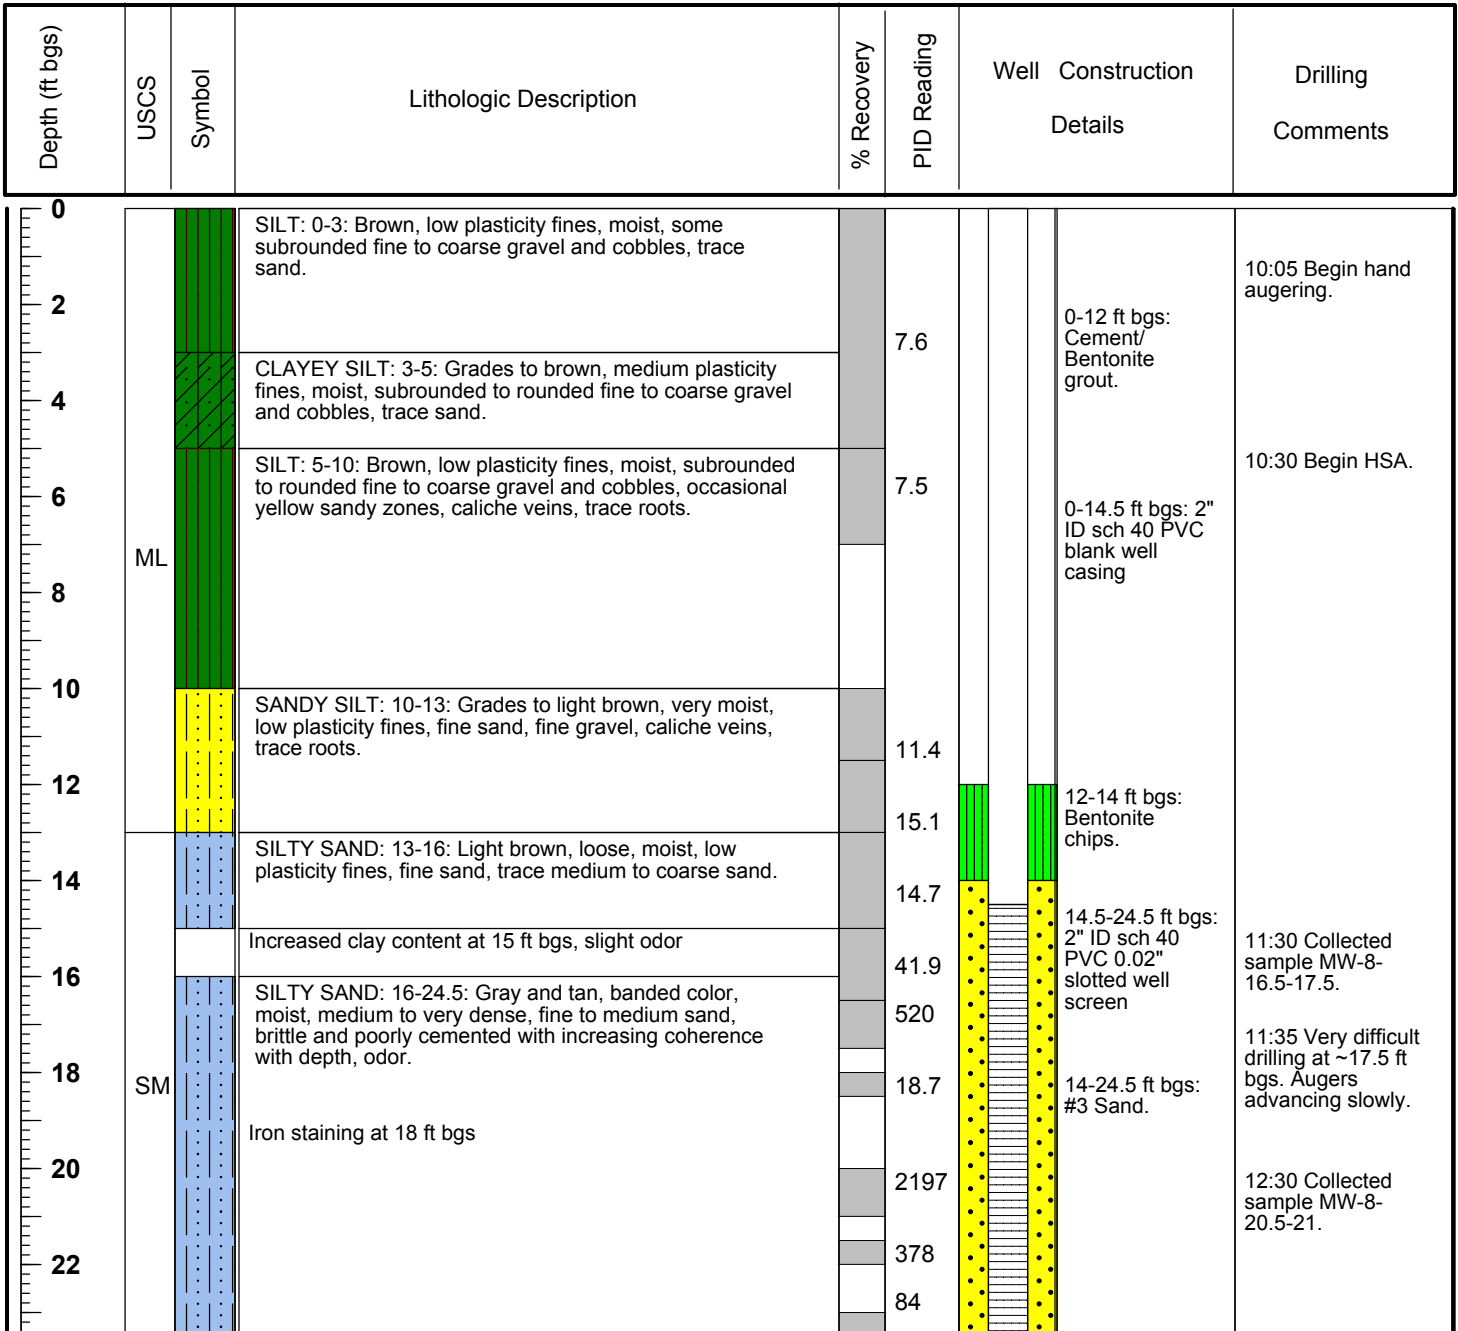 Depth (ft bgs)
USCS
Symbol
Lithologic Description
% Recovery
PID Reading
Well Construction
Details
Drilling
Comments
0
2
4
6
8
10
12
14
16
18
20
22
ML
SM
SILT: 0-3: Brown, low plasticity fines, moist, some
subrounded fine to coarse gravel and cobbles, trace
sand.
CLAYEY SILT: 3-5: Grades to brown, medium plasticity
fines, moist, subrounded to rounded fine to coarse gravel
and cobbles, trace sand.
SILT: 5-10: Brown, low plasticity fines, moist, subrounded
to rounded fine to coarse gravel and cobbles, occasional
yellow sandy zones, caliche veins, trace roots.
SANDY SILT: 10-13: Grades to light brown, very moist,
low plasticity fines, fine sand, fine gravel, caliche veins,
trace roots.
SILTY SAND: 13-16: Light brown, loose, moist, low
plasticity fines, fine sand, trace medium to coarse sand.
Increased clay content at 15 ft bgs, slight odor
SILTY SAND: 16-24.5: Gray and tan, banded color,
moist, medium to very dense, fine to medium sand,
brittle and poorly cemented with increasing coherence
with depth, odor.
Iron staining at 18 ft bgs
7.6
7.5
11.4
15.1
14.7
41.9
520
18.7
2197
378
84
0-12 ft bgs:
Cement/
Bentonite
grout.
0-14.5 ft bgs: 2"
ID sch 40 PVC
blank well
casing
12-14 ft bgs:
Bentonite
chips.
14.5-24.5 ft bgs:
2" ID sch 40
PVC 0.02"
slotted well
screen
14-24.5 ft bgs:
#3 Sand.
10:05 Begin hand
augering.
10:30 Begin HSA.
11:30 Collected
sample MW-8-
16.5-17.5.
11:35 Very difficult
drilling at ~17.5 ft
bgs. Augers
advancing slowly.
12:30 Collected
sample MW-8-
20.5-21.